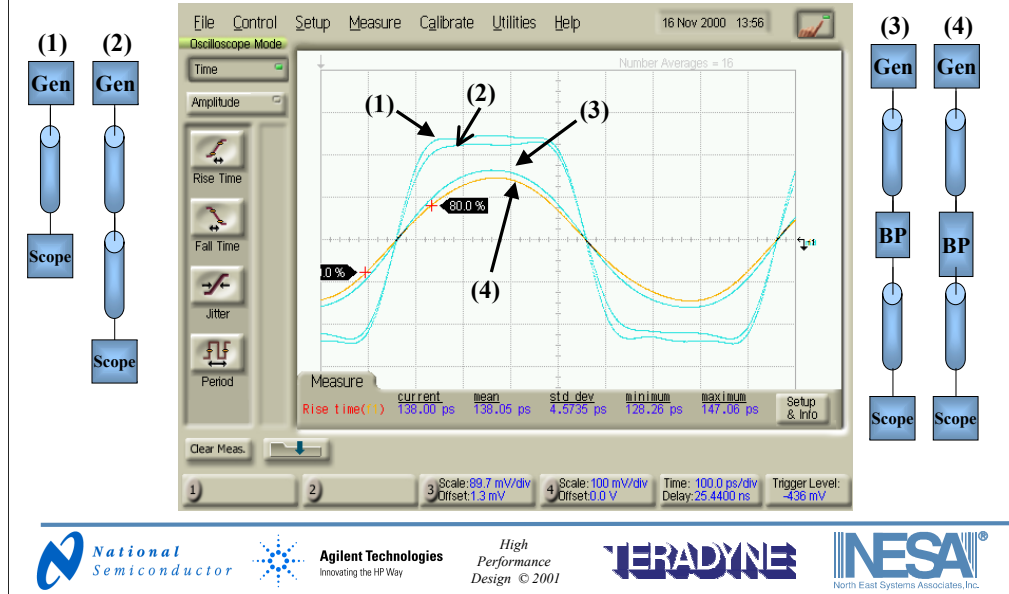 File Control Setup Measure Calibrate Utilities Help 16 Nov 2000 13:56
Oscilloscope Mode
Time
Amplitude
Rise Time
Fall Time
Jitter
Period
Number Averages = 16
(1)
(2)
(3)
80.0 %
.0 %
(4)
Measure
current mean std dev minimum maximum
Rise time( ) 138.00 ps 138.05 ps 4.5735 ps 128.26 ps 147.06 ps
Setup
& Info
Clear Meas.
1)
2)
3) Scale:89.7 mV/div
Offset:1.3 mV
4) Scale:100 mV/div
Offset:0.0 V
Time: 100.0 ps/div
Delay:25.4400 ns
Trigger Level:
-436 mV
(1) (2)
Gen Gen
Scope
Scope
(3) (4)
Gen Gen
BP BP
Scope Scope
National
Semiconductor
Agilent Technologies
Innovating the HP Way
High
Performance
Design © 2001
TERADYNE
NESA®
North East Systems Associates, Inc.